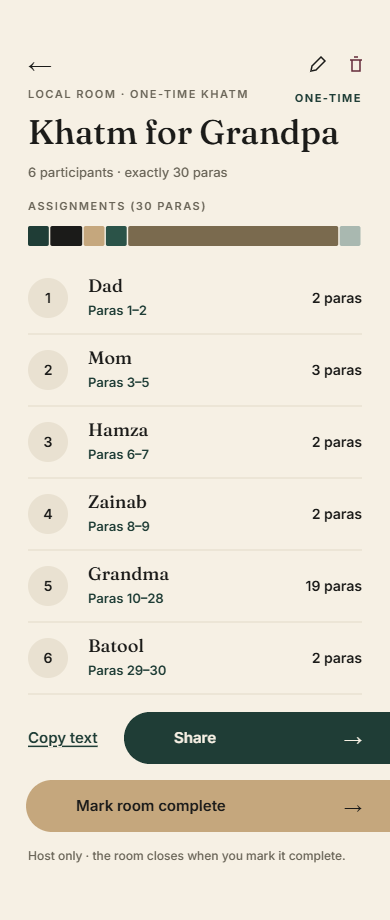 LOCAL ROOM · ONE-TIME KHATM
ONE-TIME
Khatm for Grandpa
6 participants · exactly 30 paras
ASSIGNMENTS (30 PARAS)
1
Dad
Paras 1–2
2 paras
2
Mom
Paras 3–5
3 paras
3
Hamza
Paras 6–7
2 paras
4
Zainab
Paras 8–9
2 paras
5
Grandma
Paras 10–28
19 paras
6
Batool
Paras 29–30
2 paras
Copy text
Share →
Mark room complete →
Host only · the room closes when you mark it complete.